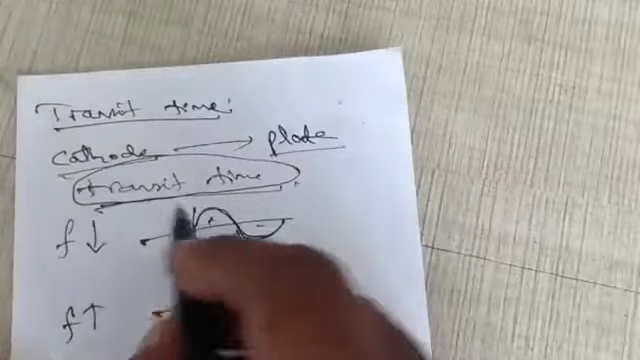 Transit time:
Cathode → plate
transit time
f ↓
+ -
f ↑